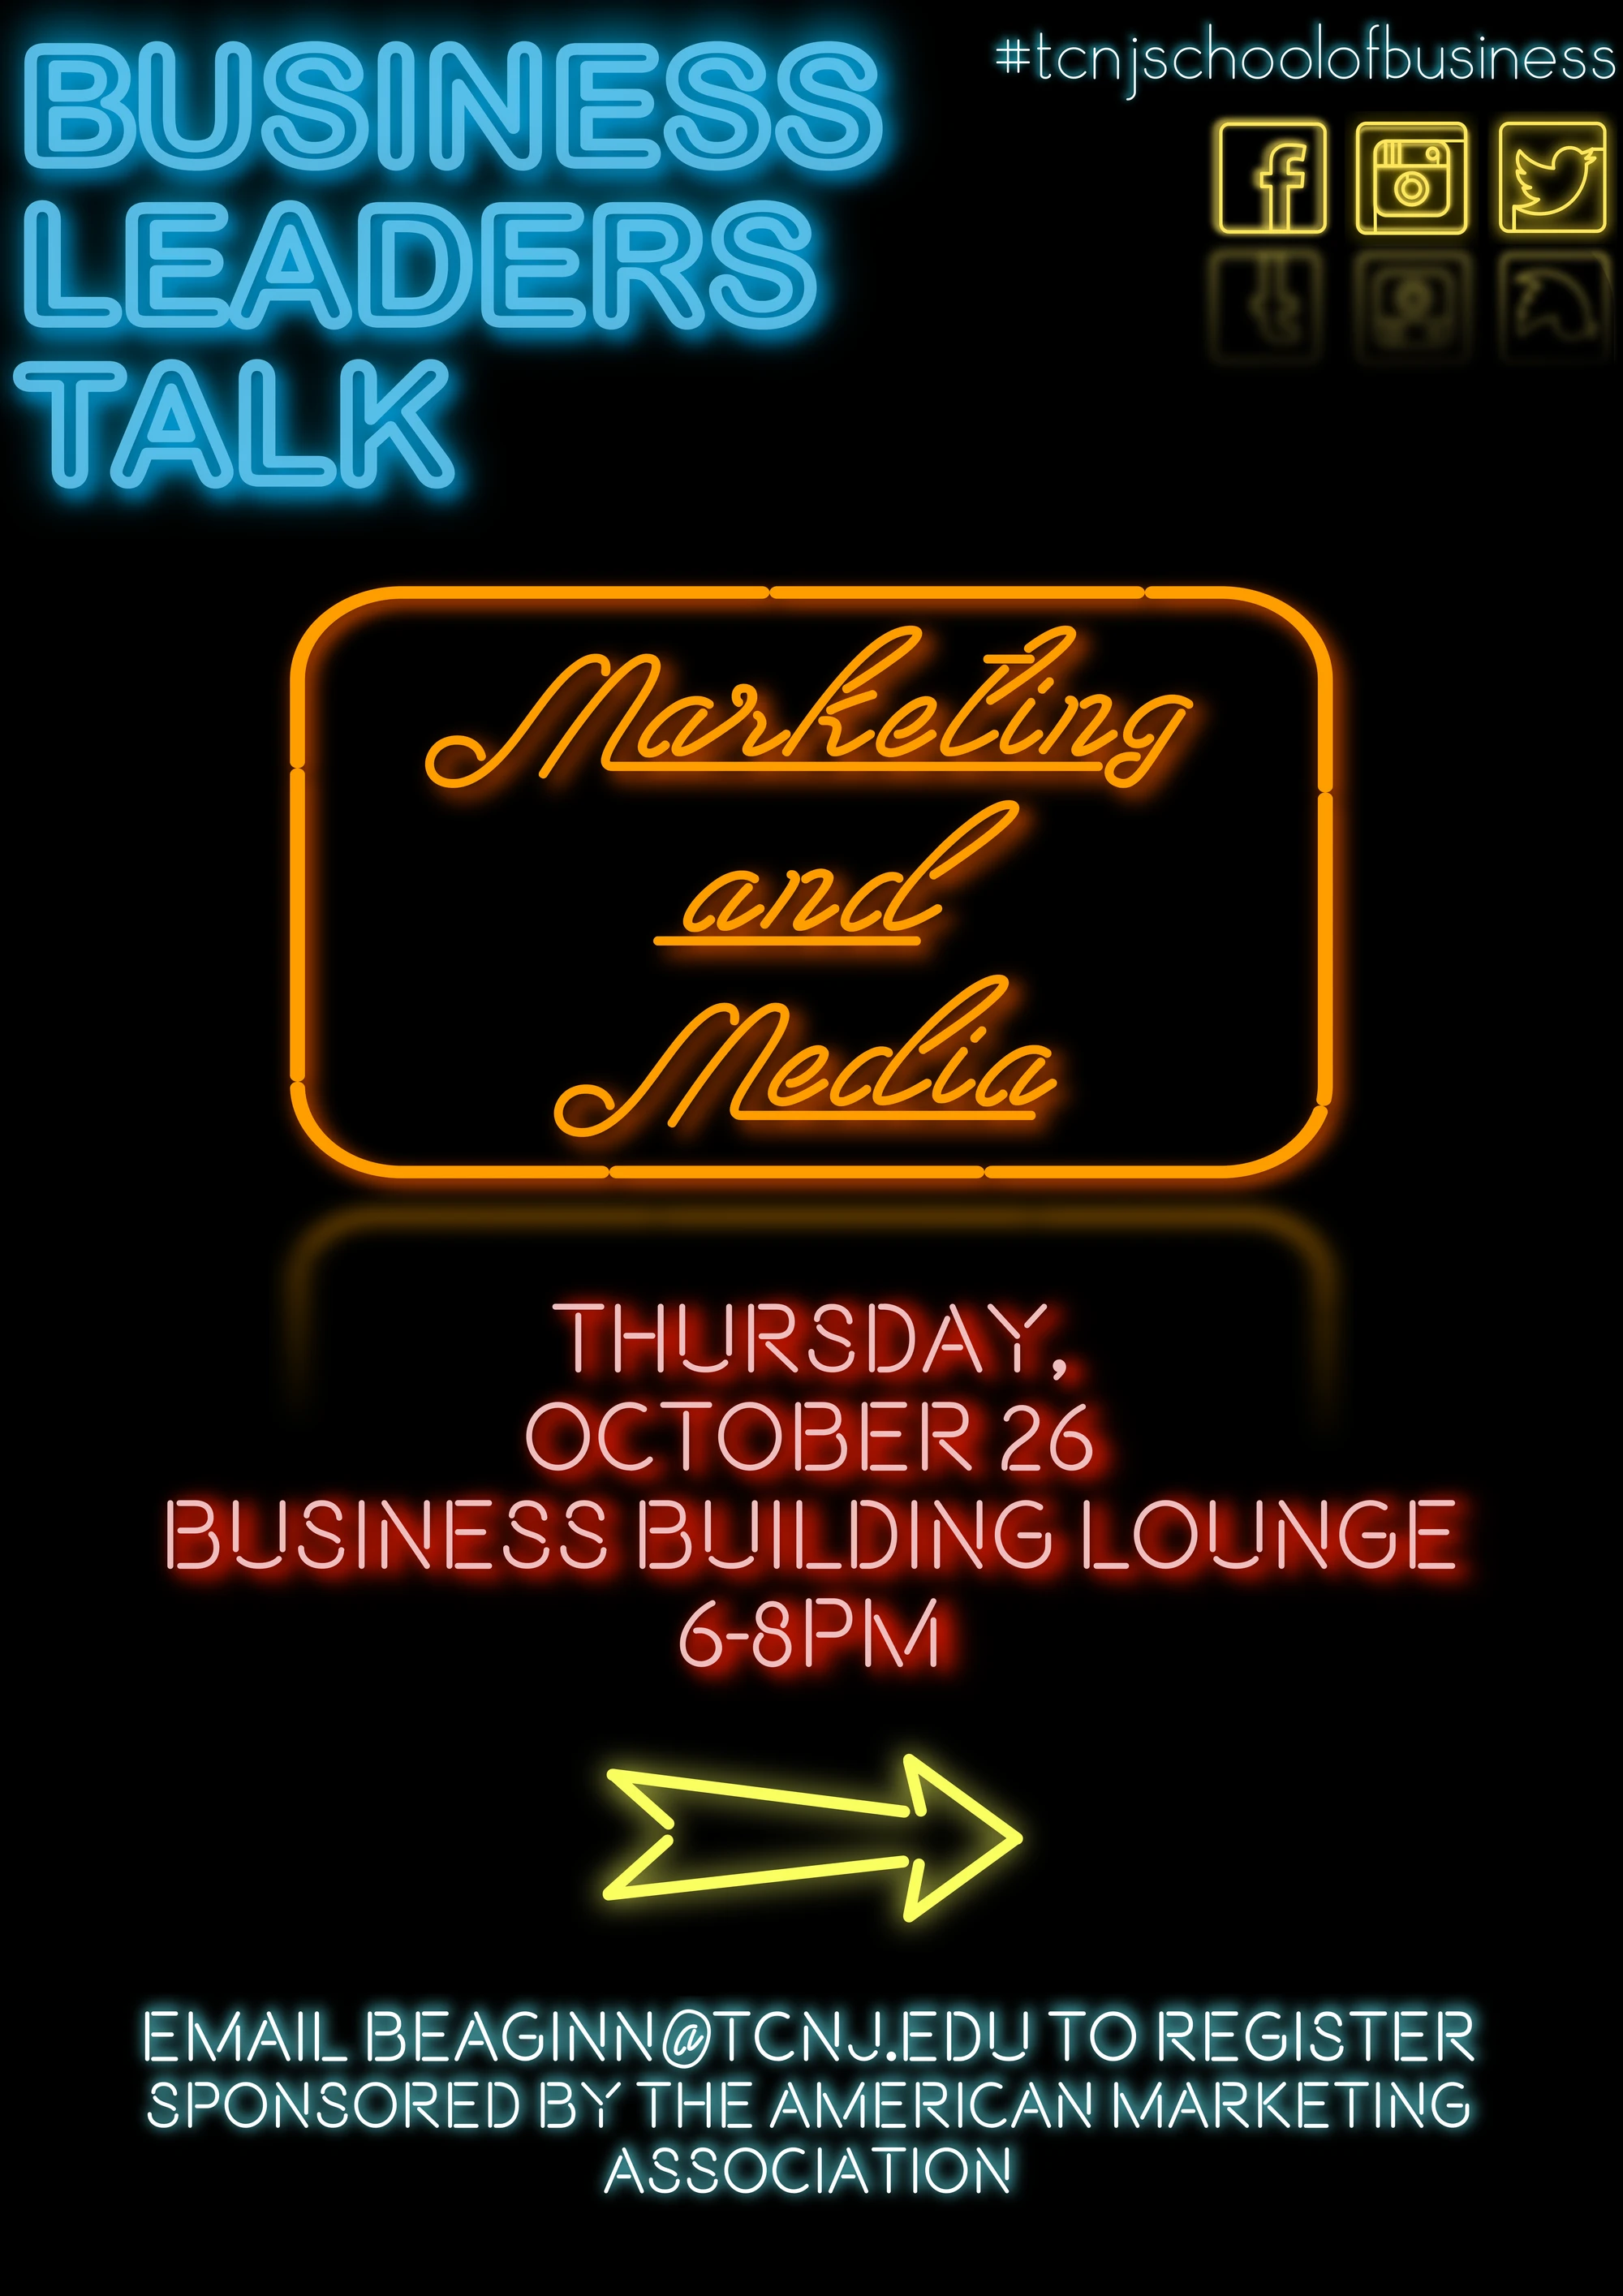 BUSINESS
LEADERS
TALK
#tcnjschoolofbusiness
Marketing
and
Media
THURSDAY,
OCTOBER 26
BUSINESS BUILDING LOUNGE
6-8PM
EMAIL BEAGINN@TCNJ.EDU TO REGISTER
SPONSORED BY THE AMERICAN MARKETING
ASSOCIATION